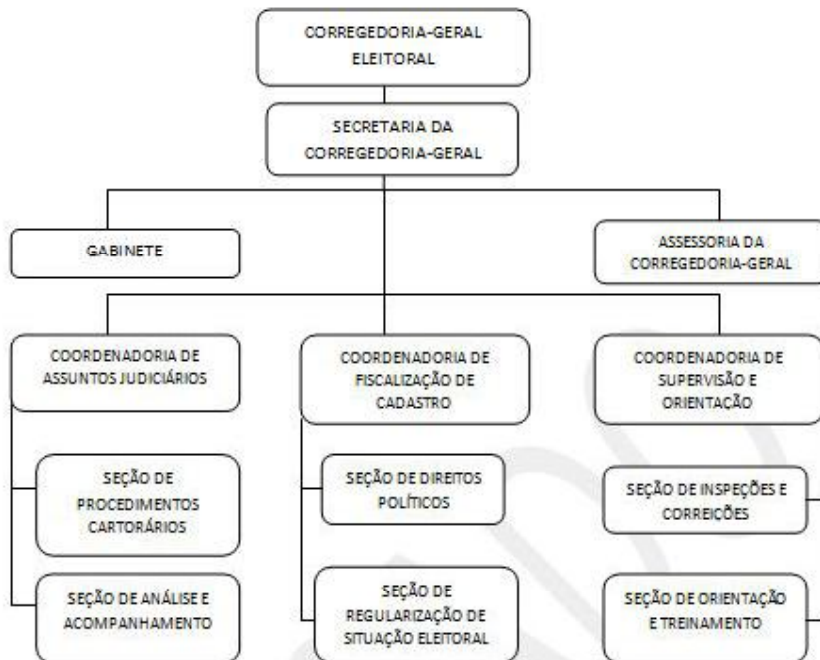 CORREGEDORIA-GERAL
ELEITORAL
SECRETARIA DA
CORREGEDORIA-GERAL
GABINETE
ASSESSORIA DA
CORREGEDORIA-GERAL
COORDENADORIA DE
ASSUNTOS JUDICIÁRIOS
COORDENADORIA DE
FISCALIZAÇÃO DE
CADASTRO
COORDENADORIA DE
SUPERVISÃO E
ORIENTAÇÃO
SEÇÃO DE
PROCEDIMENTOS
CARTORÁRIOS
SEÇÃO DE DIREITOS
POLÍTICOS
SEÇÃO DE INSPEÇÕES E
CORREIÇÕES
SEÇÃO DE ANÁLISE E
ACOMPANHAMENTO
SEÇÃO DE
REGULARIZAÇÃO DE
SITUAÇÃO ELEITORAL
SEÇÃO DE ORIENTAÇÃO
E TREINAMENTO